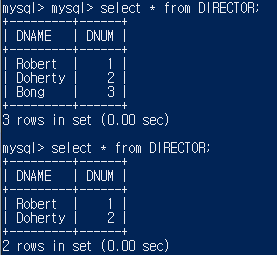 mysql> mysql> select * from DIRECTOR;
+---------+------+
| DNAME   | DNUM |
+---------+------+
| Robert  |    1 |
| Doherty |    2 |
| Bong    |    3 |
+---------+------+
3 rows in set (0.00 sec)
mysql> select * from DIRECTOR;
+---------+------+
| DNAME   | DNUM |
+---------+------+
| Robert  |    1 |
| Doherty |    2 |
+---------+------+
2 rows in set (0.00 sec)